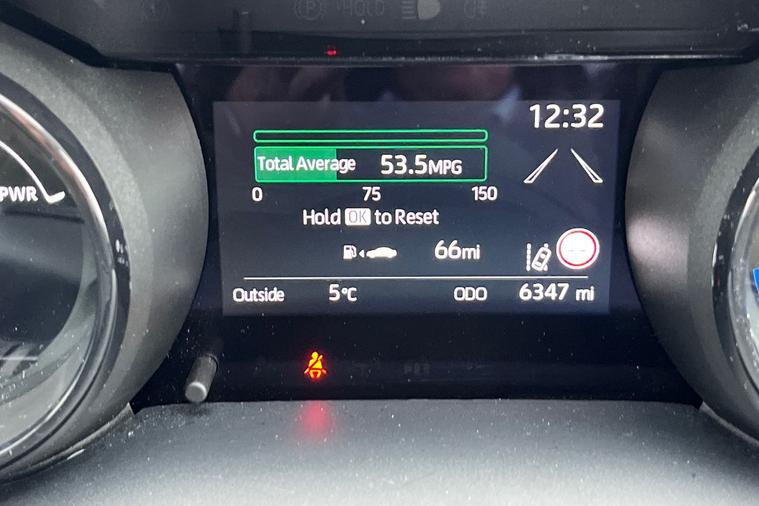 HOLD
12:32
Total Average 53.5MPG
0 75 150
Hold OK to Reset
PWR
66mi
Outside 5°C ODO 6347 mi